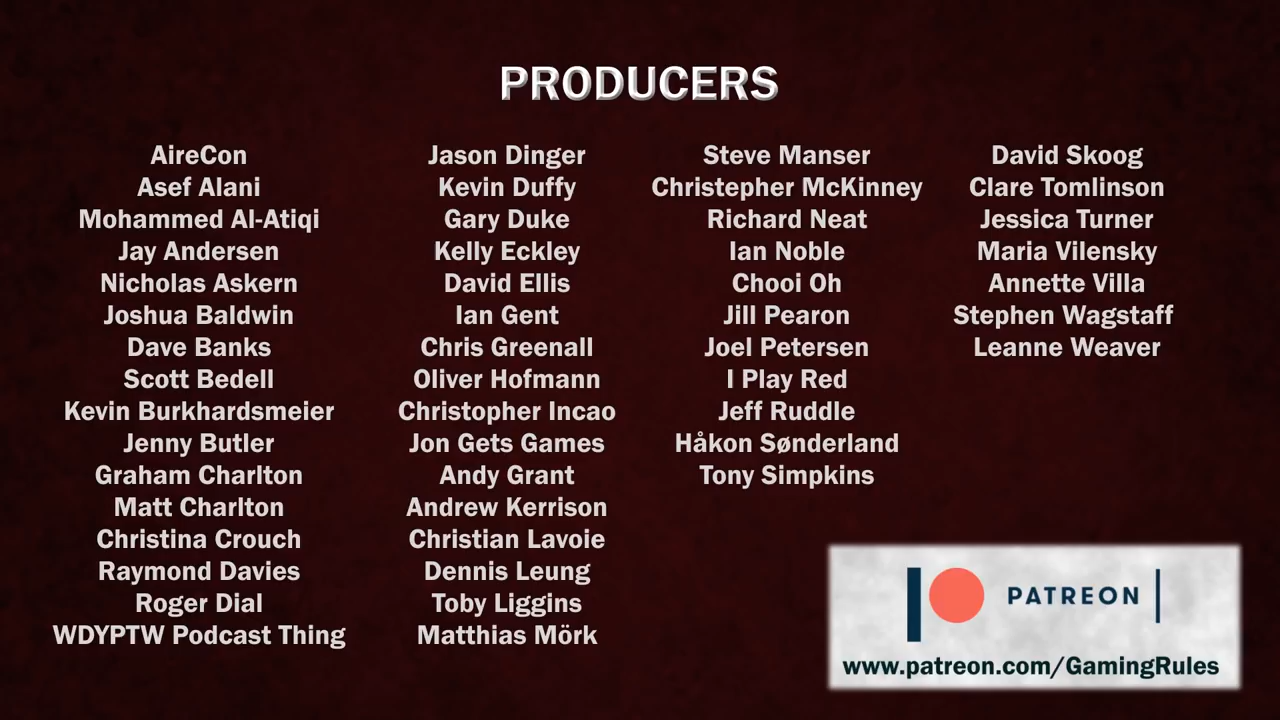 PRODUCERS
AireCon
Asef Alani
Mohammed Al-Atiqi
Jay Andersen
Nicholas Askern
Joshua Baldwin
Dave Banks
Scott Bedell
Kevin Burkhardsmeier
Jenny Butler
Graham Charlton
Matt Charlton
Christina Crouch
Raymond Davies
Roger Dial
WDYPTW Podcast Thing
Jason Dinger
Kevin Duffy
Gary Duke
Kelly Eckley
David Ellis
Ian Gent
Chris Greenall
Oliver Hofmann
Christopher Incao
Jon Gets Games
Andy Grant
Andrew Kerrison
Christian Lavoie
Dennis Leung
Toby Liggins
Matthias Mörk
Steve Manser
Christepher McKinney
Richard Neat
Ian Noble
Chooi Oh
Jill Pearon
Joel Petersen
I Play Red
Jeff Ruddle
Håkon Sønderland
Tony Simpkins
David Skoog
Clare Tomlinson
Jessica Turner
Maria Vilensky
Annette Villa
Stephen Wagstaff
Leanne Weaver
PATREON
www.patreon.com/GamingRules